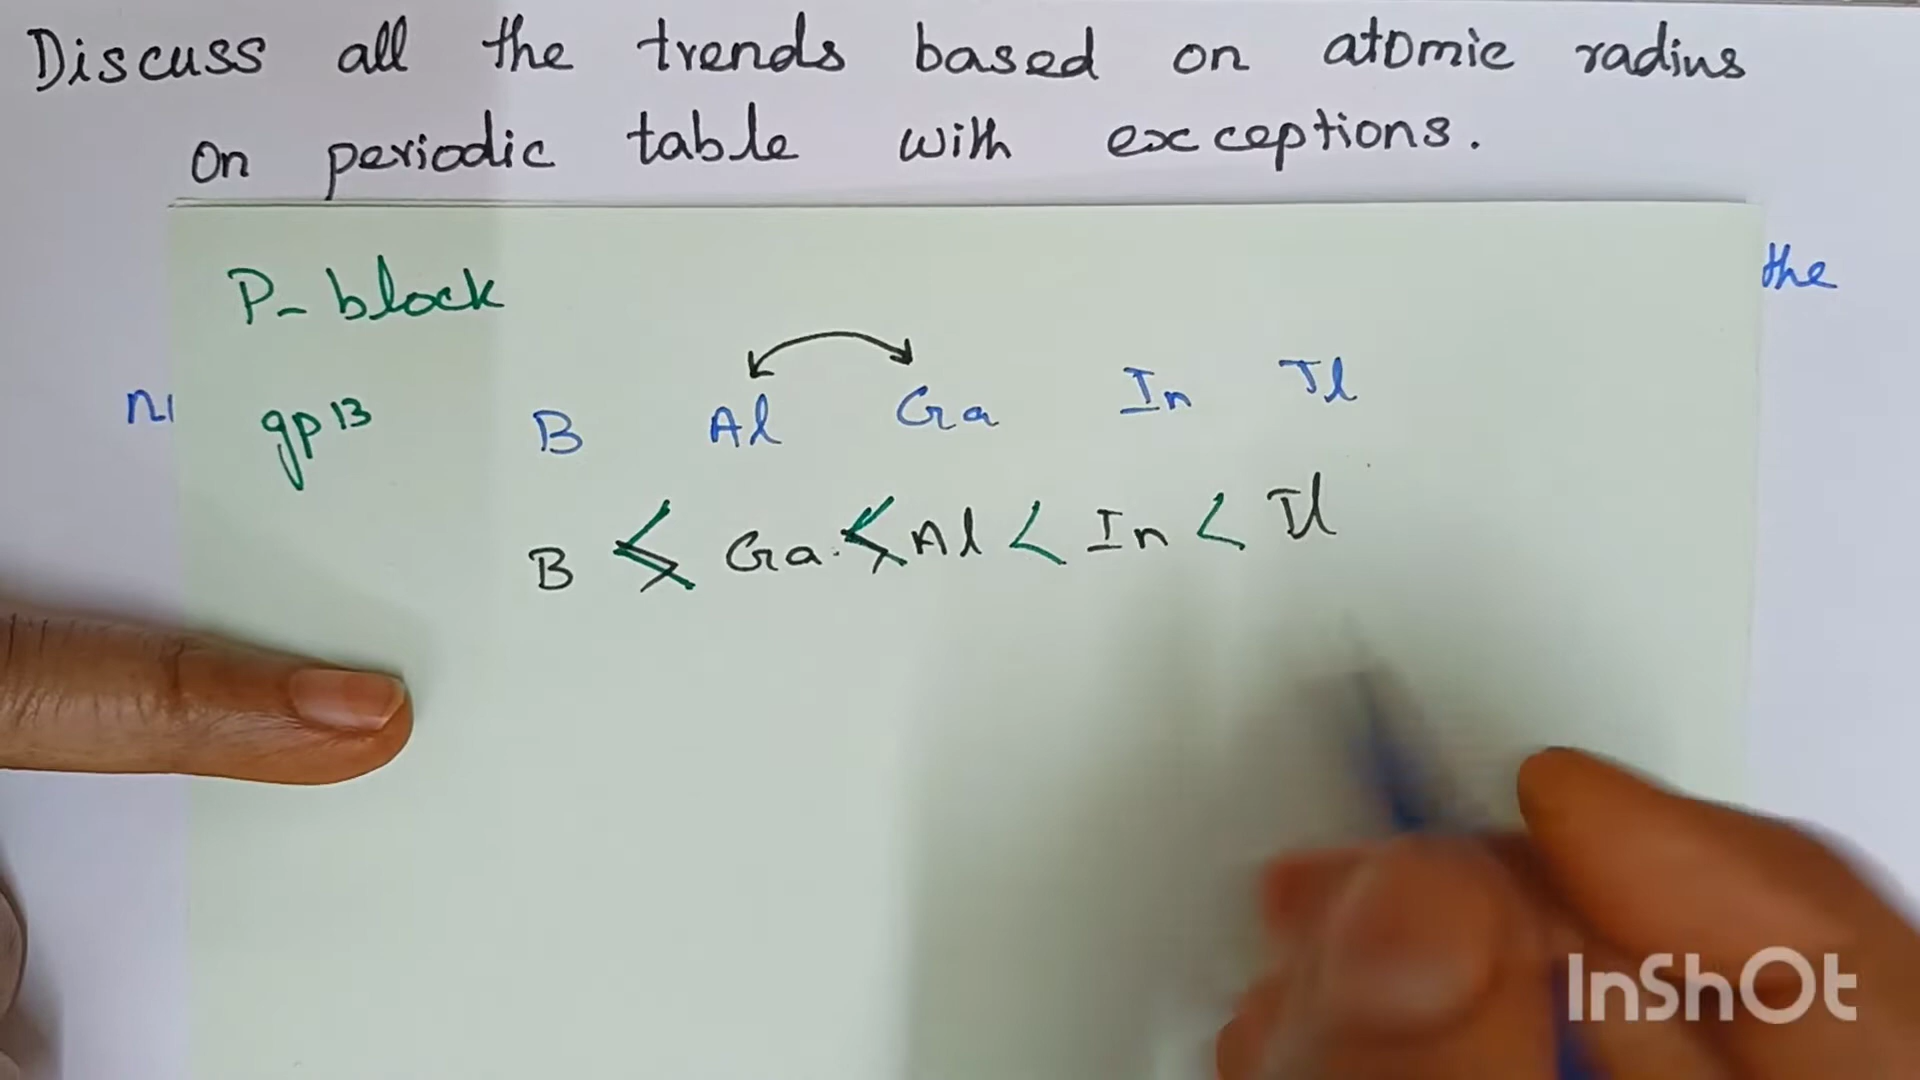 Discuss all the trends based on atomic radius
on periodic table with exceptions.
the
P-block
gp 13 B Al Ga In Tl
B < Ga < Al < In < Tl
InShOt